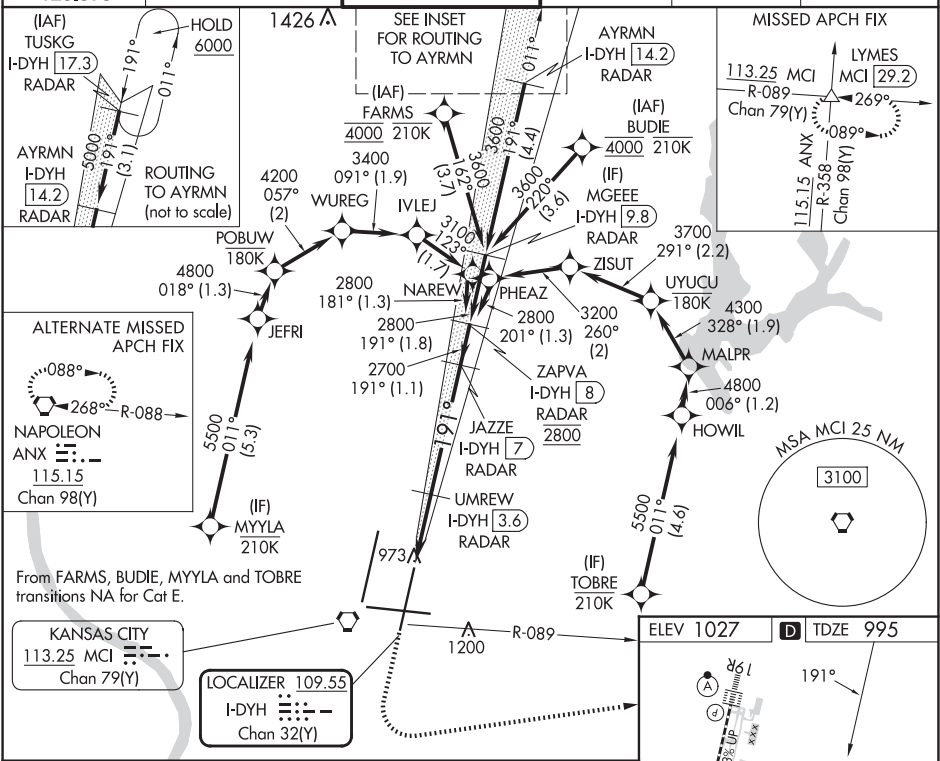 (IAF)
TUSKG
I-DYH 17.3
RADAR
HOLD
6000
191°
011°
5000
191°
(3.1)
AYRMN
I-DYH
14.2
RADAR
ROUTING
TO AYRMN
(not to scale)
1426
SEE INSET
FOR ROUTING
TO AYRMN
011°
AYRMN
I-DYH 14.2
RADAR
MISSED APCH FIX
LYMES
MCI 29.2
113.25 MCI
R-089
Chan 79(Y)
269°
089°
115.15 ANX
R-358
Chan 98(Y)
(IAF)
FARMS
4000 210K
3600
191°
(4.4)
(IAF)
BUDIE
4000 210K
3600
162°
(3.7)
3600
220°
(3.6)
(IF)
MGEEE
I-DYH 9.8
RADAR
3400
091° (1.9)
4200
057°
(2)
WUREG
IVLEJ
POBUW
180K
4800
018° (1.3)
JEFRI
3100
123°
(1.7)
NAREW
PHEAZ
ZISUT
3700
291° (2.2)
UYUCU
180K
4300
328° (1.9)
2800
181° (1.3)
2800
191° (1.8)
2700
191° (1.1)
2800
201° (1.3)
3200
260°
(2)
MALPR
4800
006° (1.2)
HOWIL
ZAPVA
I-DYH 8
RADAR
2800
ALTERNATE MISSED
APCH FIX
088°
268° R-088
NAPOLEON
ANX
115.15
Chan 98(Y)
5500
011°
(5.3)
191°
JAZZE
I-DYH 7
RADAR
UMREW
I-DYH 3.6
RADAR
MSA MCI 25 NM
3100
(IF)
MYYLA
210K
973
5500
011°
(4.6)
(IF)
TOBRE
210K
From FARMS, BUDIE, MYYLA and TOBRE
transitions NA for Cat E.
KANSAS CITY
113.25 MCI
Chan 79(Y)
1200
R-089
LOCALIZER 109.55
I-DYH
Chan 32(Y)
ELEV 1027
D
TDZE 995
191°
19R
A
P
% UP
xxx